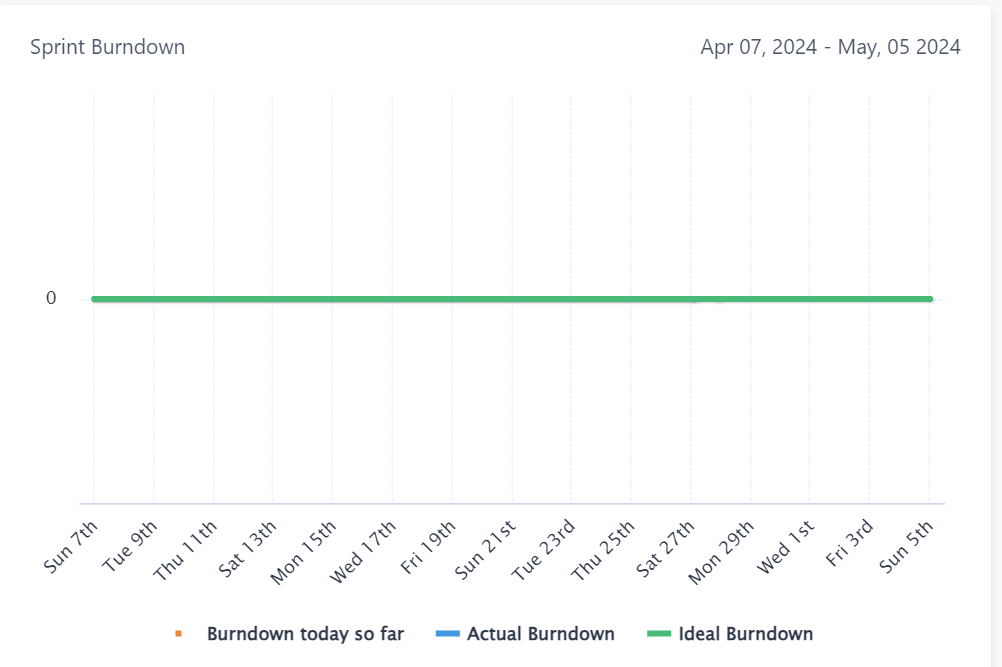 Sprint Burndown
Apr 07, 2024 - May, 05 2024
0
Sun 7th
Tue 9th
Thu 11th
Sat 13th
Mon 15th
Wed 17th
Fri 19th
Sun 21st
Tue 23rd
Thu 25th
Sat 27th
Mon 29th
Wed 1st
Fri 3rd
Sun 5th
Burndown today so far
Actual Burndown
Ideal Burndown